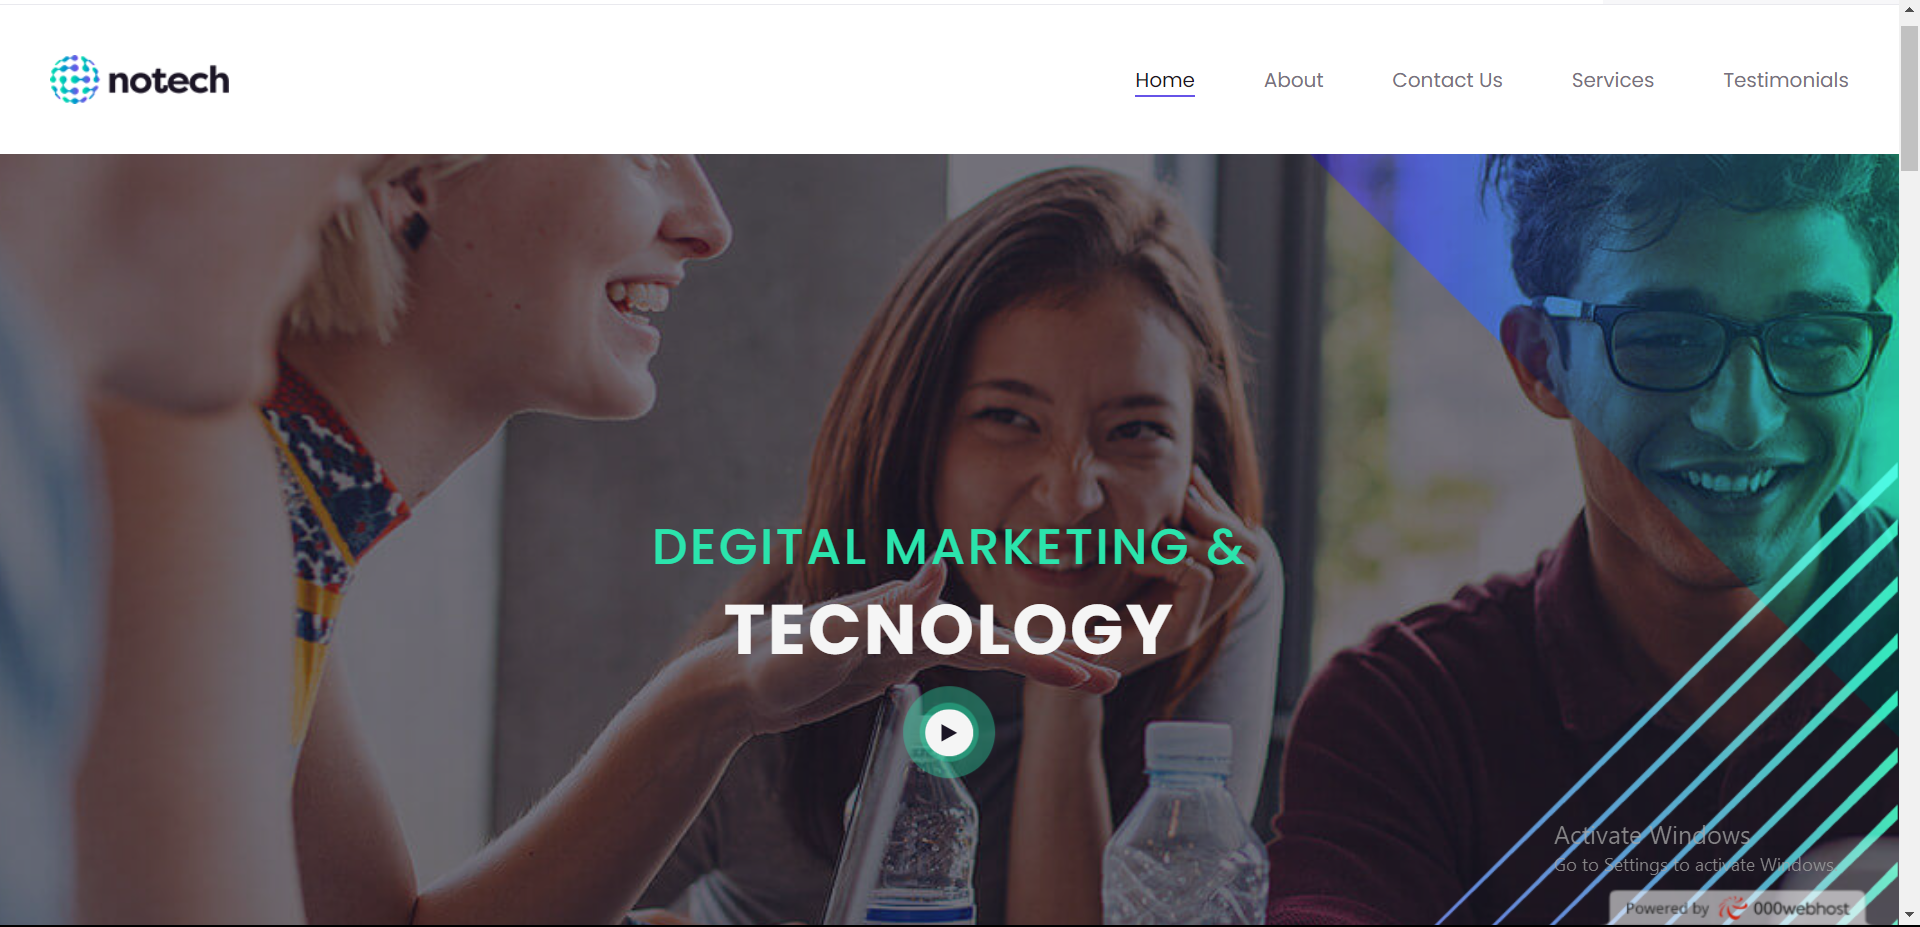 notech
Home About Contact Us Services Testimonials
DEGITAL MARKETING &
TECNOLOGY
Activate Windows
Go to Settings to activate Windows.
Powered by 000webhost